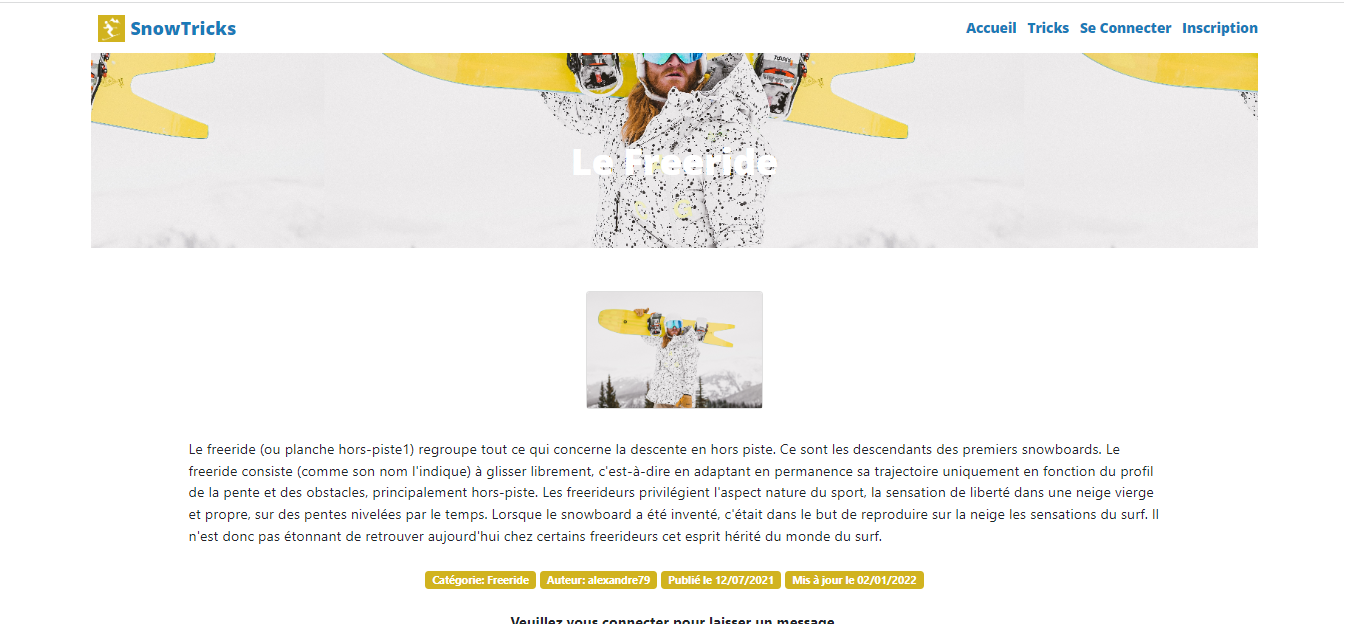 SnowTricks
Accueil Tricks Se Connecter Inscription
Le Freeride
Le freeride (ou planche hors-piste1) regroupe tout ce qui concerne la descente en hors piste. Ce sont les descendants des premiers snowboards. Le
freeride consiste (comme son nom l'indique) à glisser librement, c'est-à-dire en adaptant en permanence sa trajectoire uniquement en fonction du profil
de la pente et des obstacles, principalement hors-piste. Les freerideurs privilégient l'aspect nature du sport, la sensation de liberté dans une neige vierge
et propre, sur des pentes nivelées par le temps. Lorsque le snowboard a été inventé, c'était dans le but de reproduire sur la neige les sensations du surf. Il
n'est donc pas étonnant de retrouver aujourd'hui chez certains freerideurs cet esprit hérité du monde du surf.
Catégorie: Freeride Auteur: alexandre79 Publié le 12/07/2021 Mis à jour le 02/01/2022
Veuillez vous connecter pour laisser un message